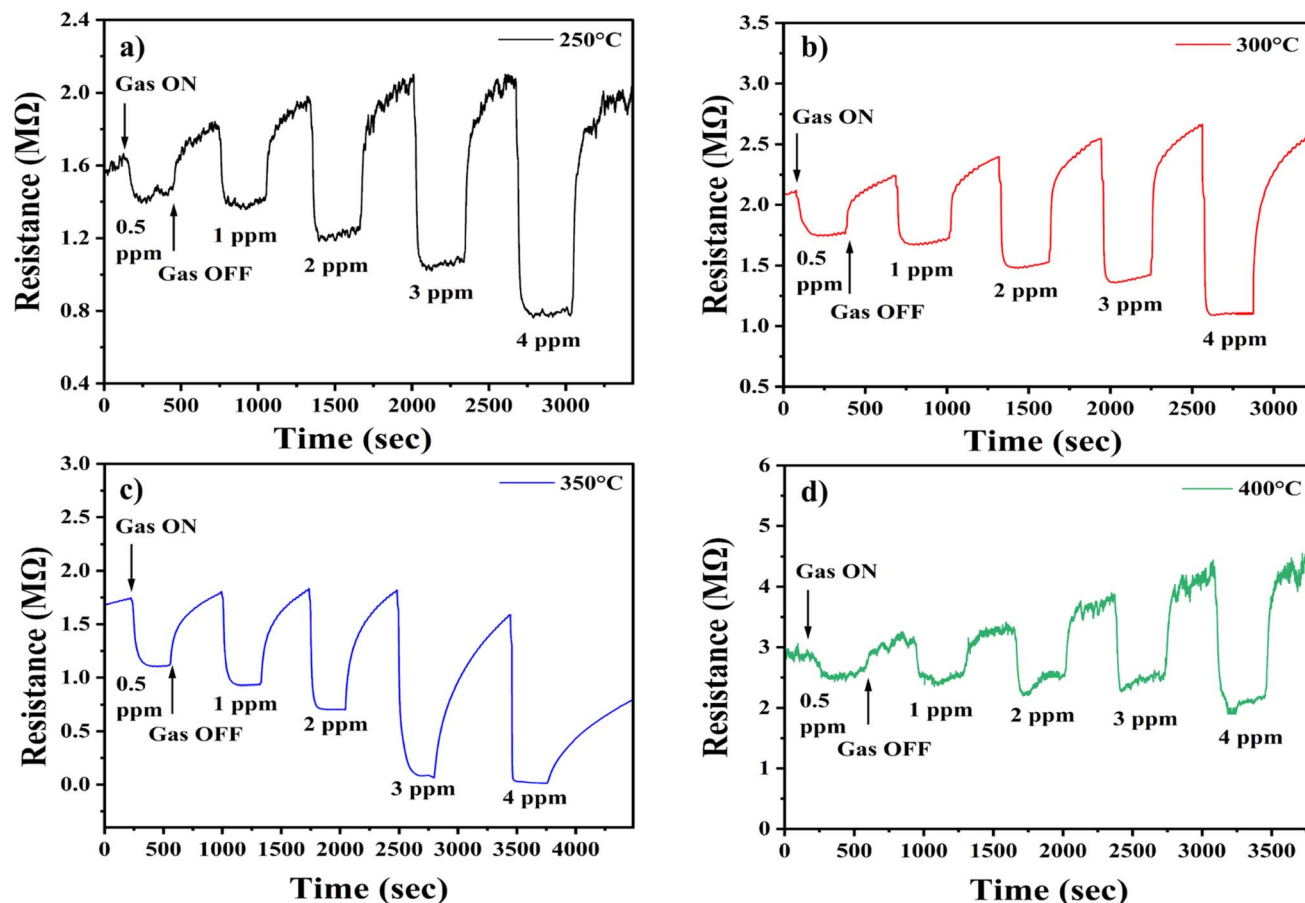 a)
250°C
Gas ON
0.5
ppm
Gas OFF
1 ppm
2 ppm
3 ppm
4 ppm
Resistance (MΩ)
2.4
2.0
1.6
1.2
0.8
0.4
0 500 1000 1500 2000 2500 3000
Time (sec)
b)
300°C
Gas ON
0.5
ppm
Gas OFF
1 ppm
2 ppm
3 ppm
4 ppm
Resistance (MΩ)
3.5
3.0
2.5
2.0
1.5
1.0
0.5
0 500 1000 1500 2000 2500 3000
Time (sec)
c)
350°C
Gas ON
0.5
ppm
Gas OFF
1 ppm
2 ppm
3 ppm
4 ppm
Resistance (MΩ)
3.0
2.5
2.0
1.5
1.0
0.5
0.0
0 500 1000 1500 2000 2500 3000 3500 4000
Time (sec)
d)
400°C
Gas ON
0.5
ppm
Gas OFF
1 ppm
2 ppm
3 ppm
4 ppm
Resistance (MΩ)
6
5
4
3
2
1
0
0 500 1000 1500 2000 2500 3000 3500
Time (sec)